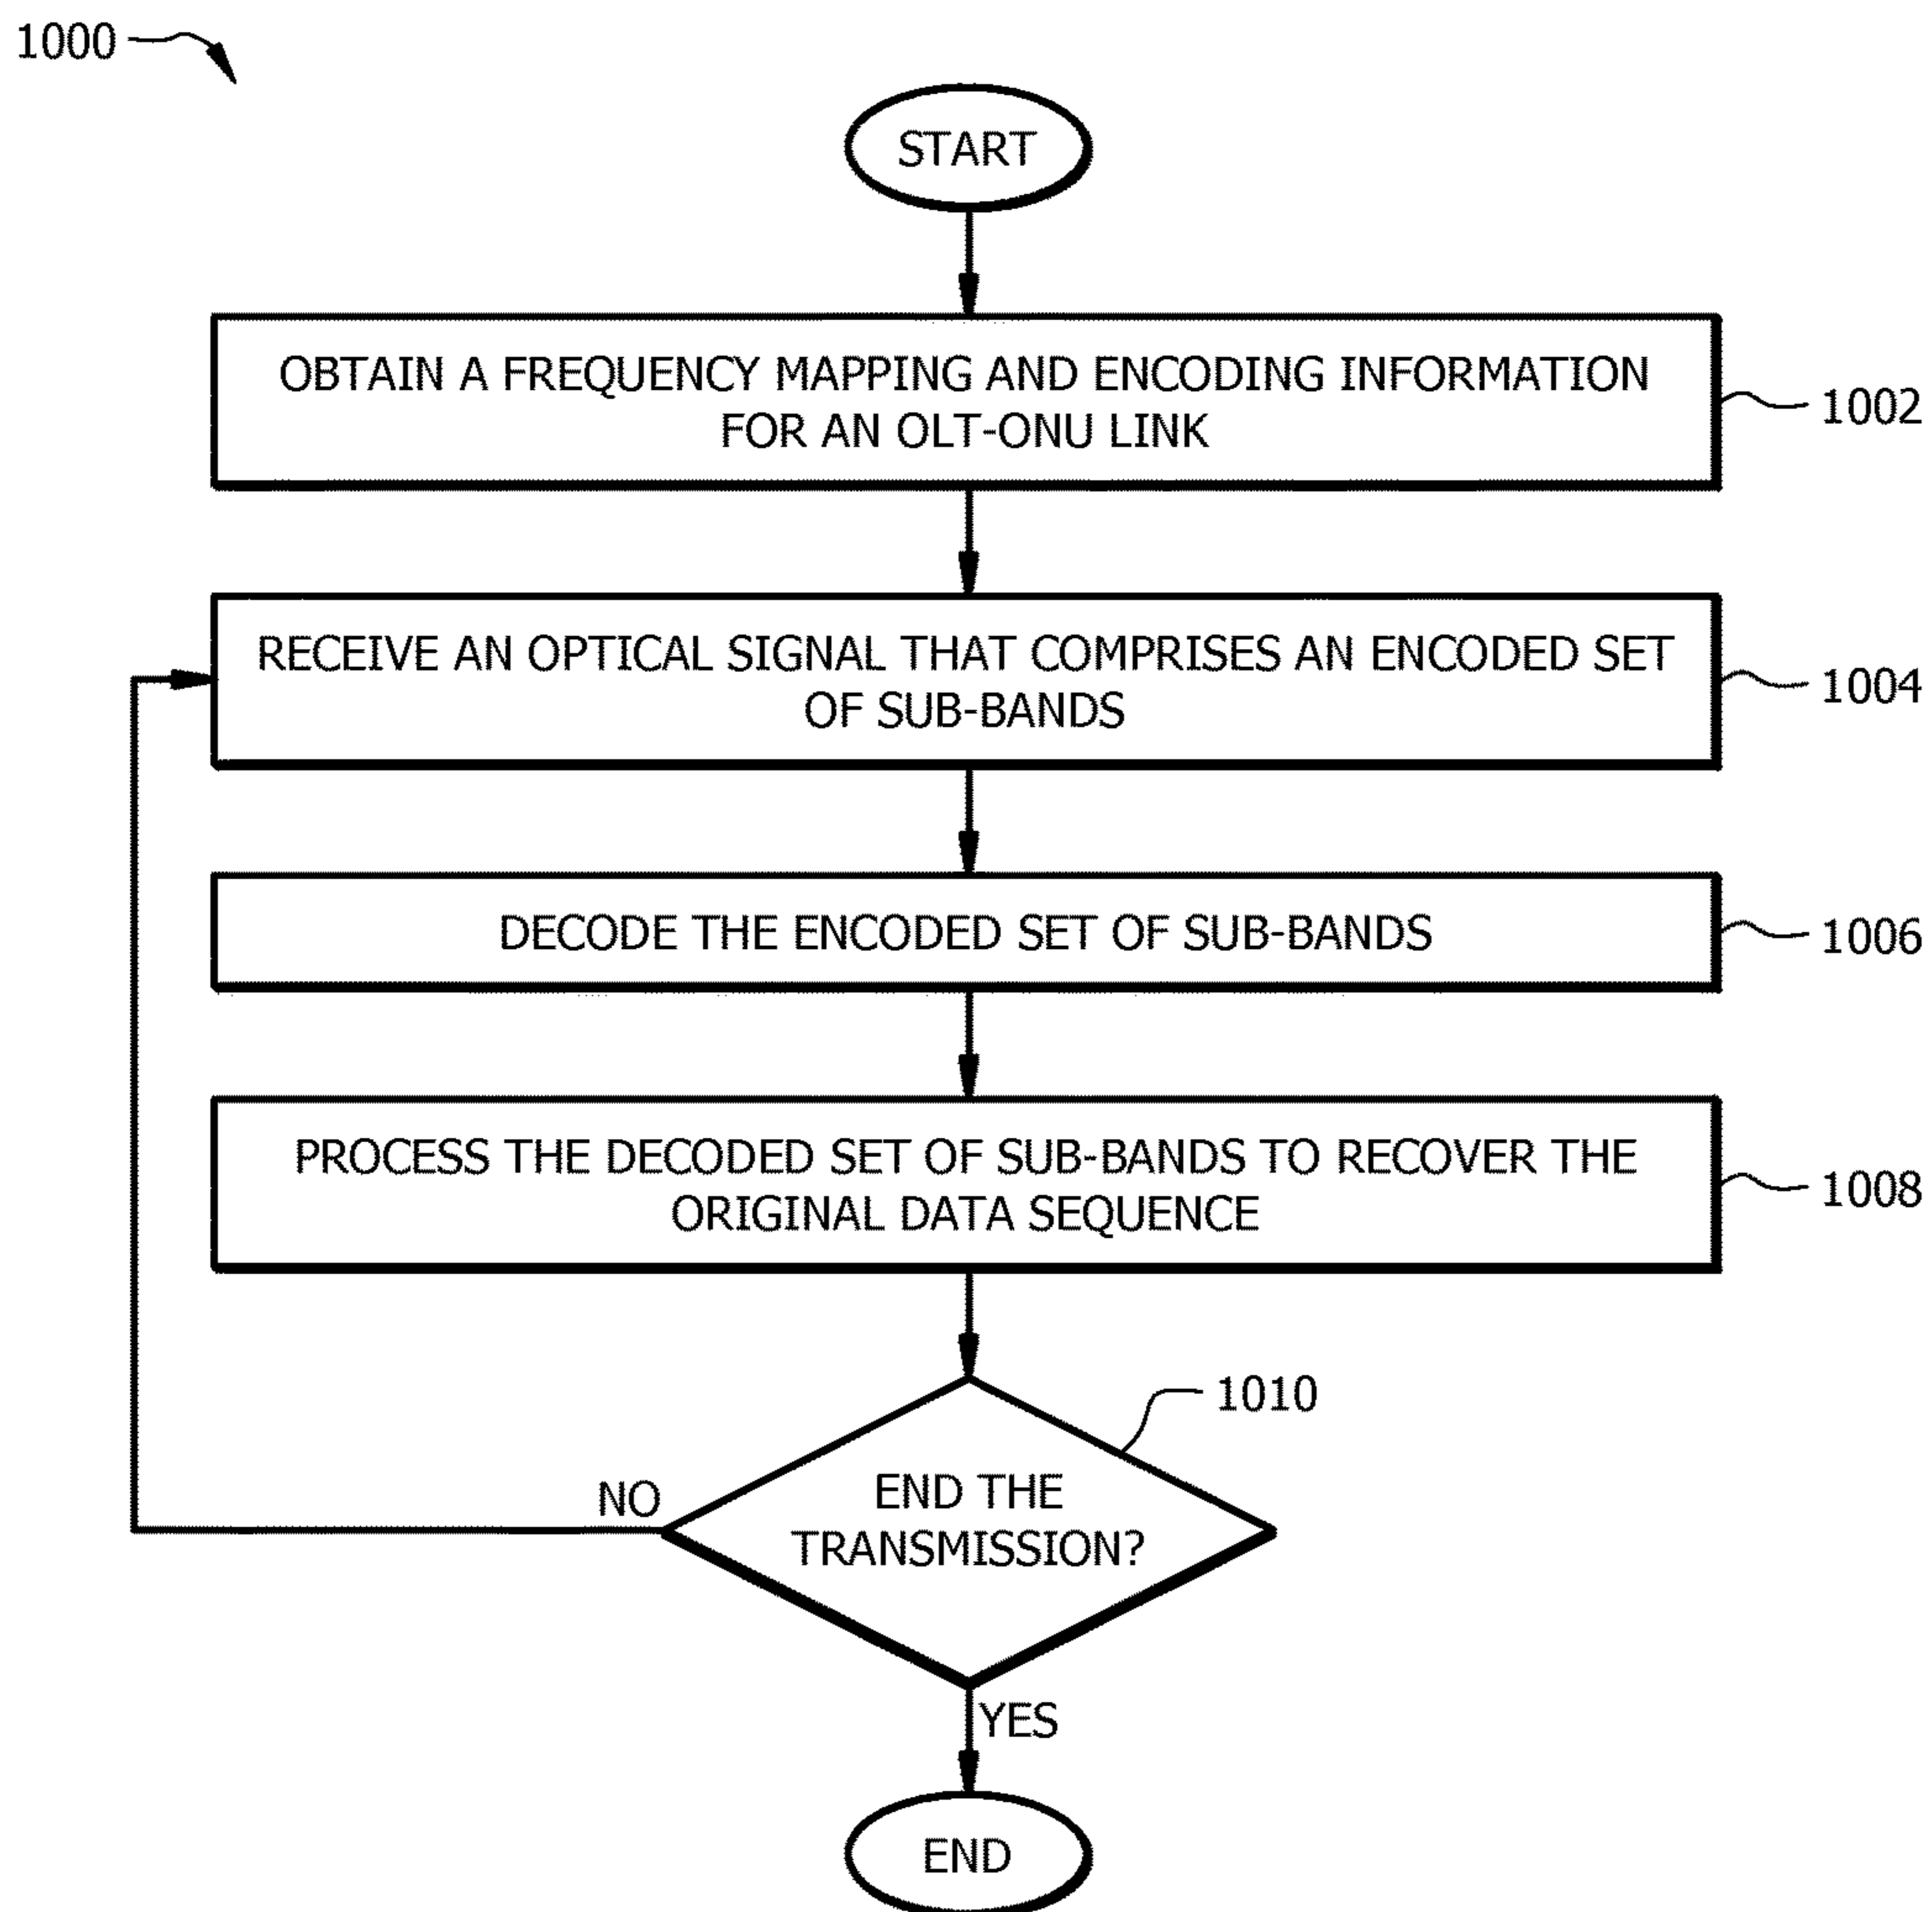 1000
START
OBTAIN A FREQUENCY MAPPING AND ENCODING INFORMATION
FOR AN OLT-ONU LINK
1002
RECEIVE AN OPTICAL SIGNAL THAT COMPRISES AN ENCODED SET
OF SUB-BANDS
1004
DECODE THE ENCODED SET OF SUB-BANDS
1006
PROCESS THE DECODED SET OF SUB-BANDS TO RECOVER THE
ORIGINAL DATA SEQUENCE
1008
1010
END THE
TRANSMISSION?
NO
YES
END